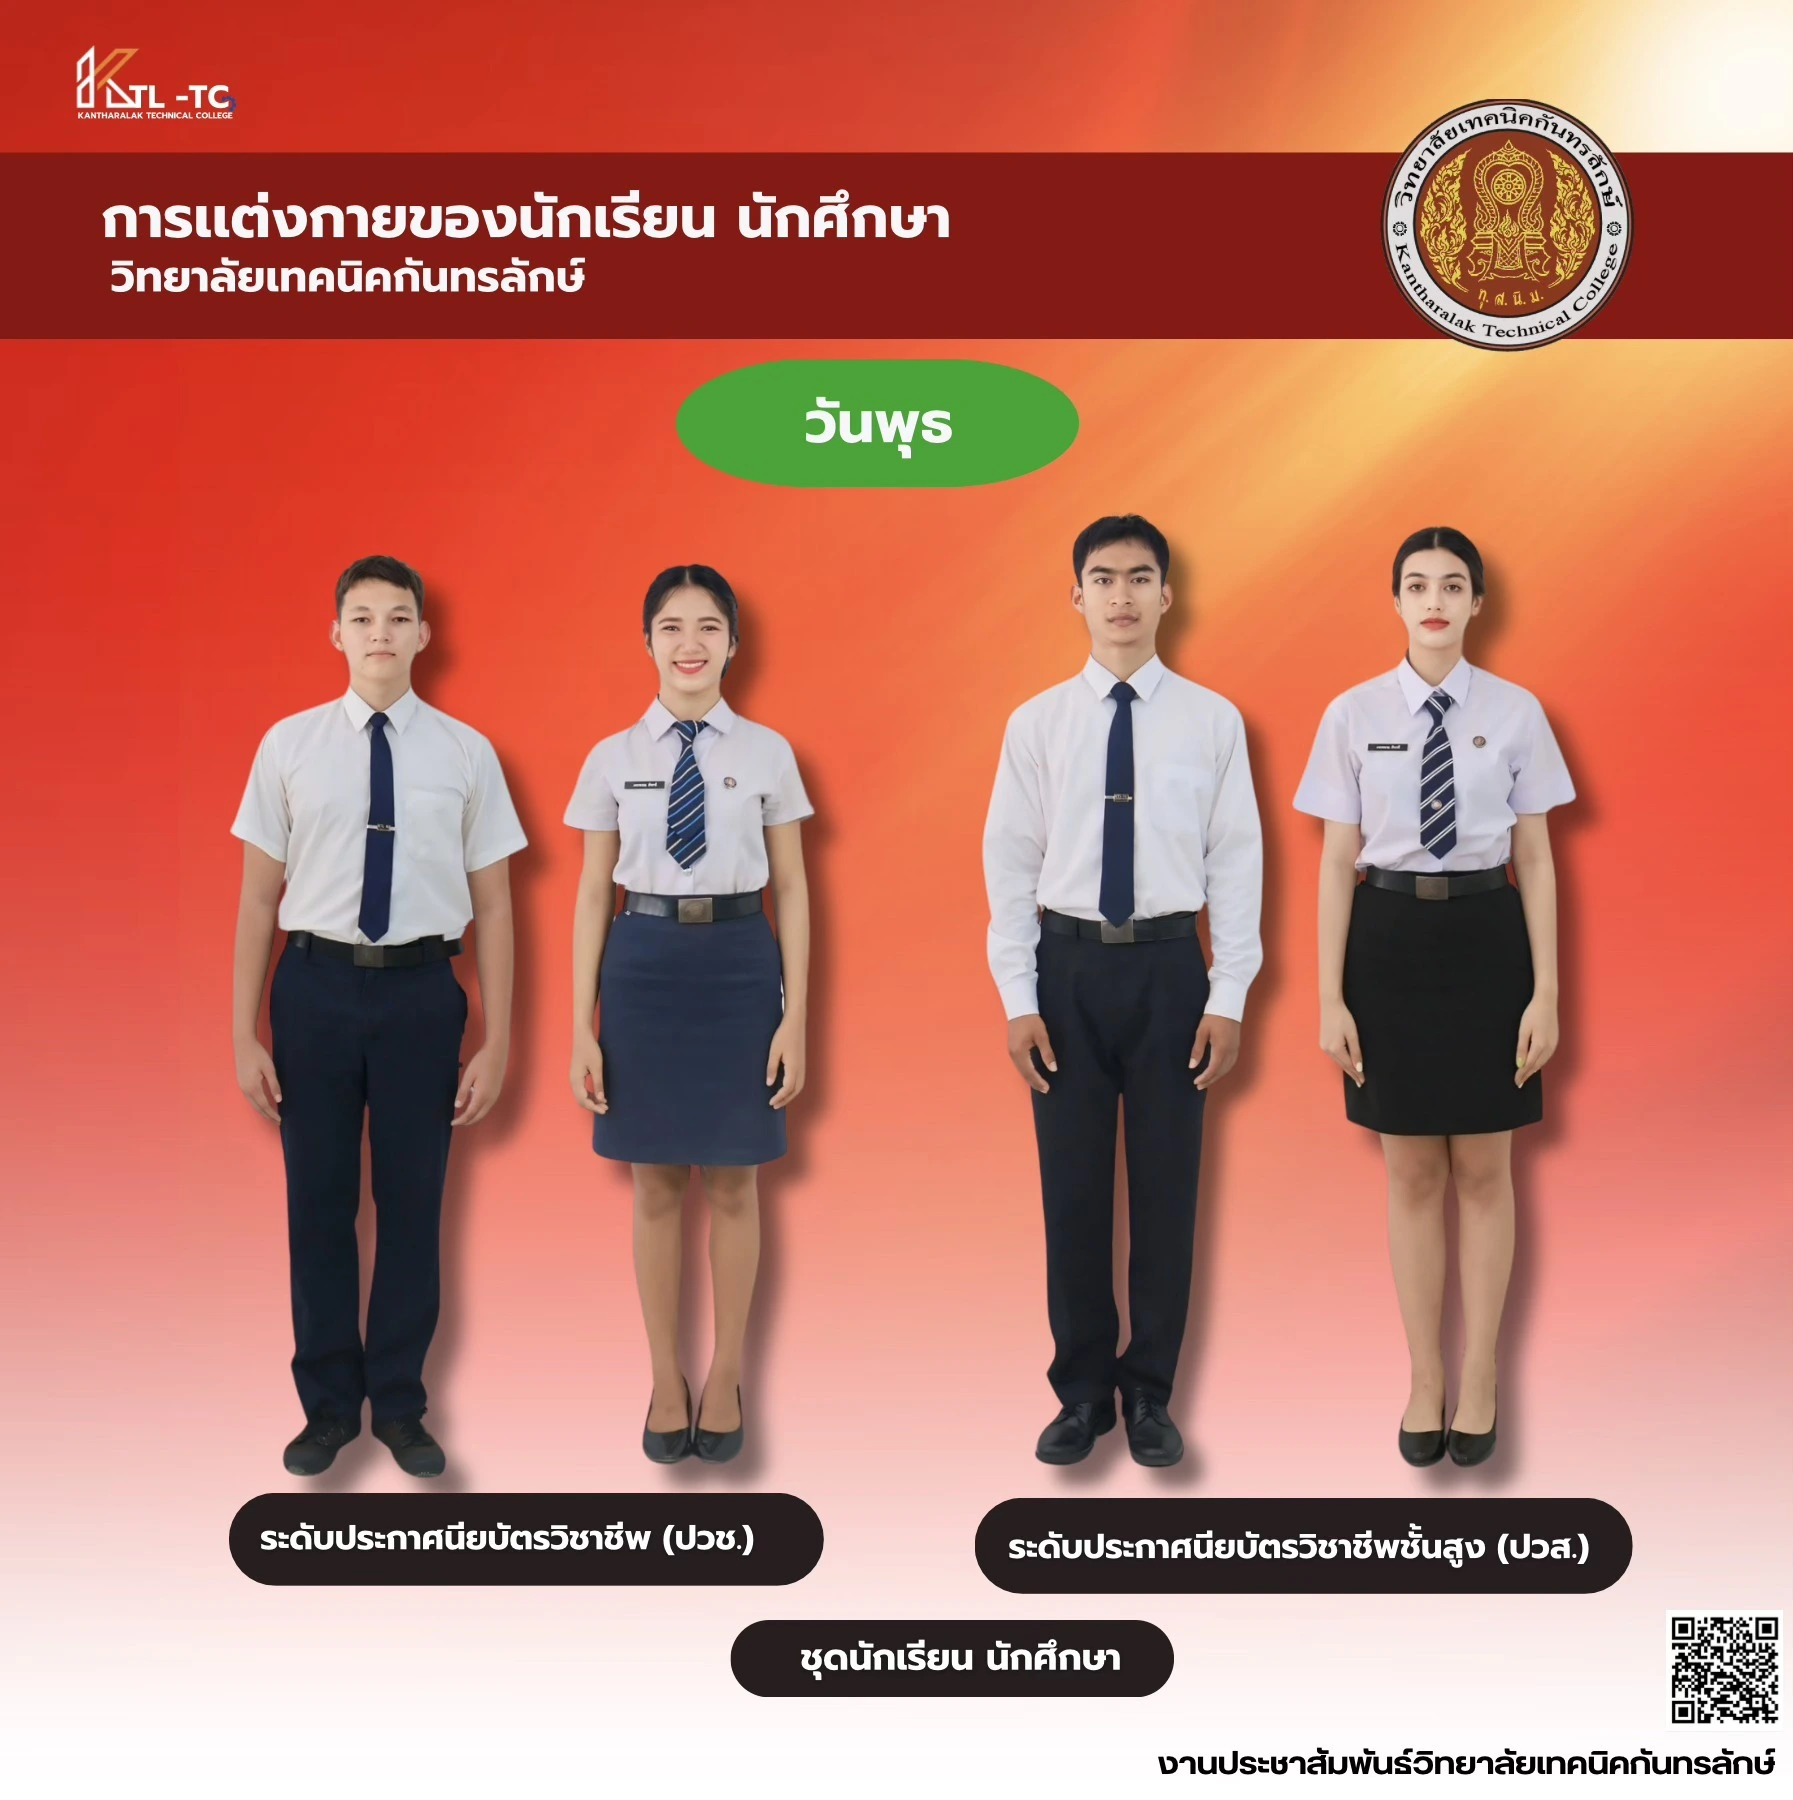 KTL -TC
KANTHARALAK TECHNICAL COLLEGE
วิทยาลัยเทคนิคกันทรลักษ์
ทุ. ส. นิ. ม.
Kantharalak Technical College
การแต่งกายของนักเรียน นักศึกษา
วิทยาลัยเทคนิคกันทรลักษ์
วันพุธ
ระดับประกาศนียบัตรวิชาชีพ (ปวช.)
ระดับประกาศนียบัตรวิชาชีพชั้นสูง (ปวส.)
ชุดนักเรียน นักศึกษา
งานประชาสัมพันธ์วิทยาลัยเทคนิคกันทรลักษ์